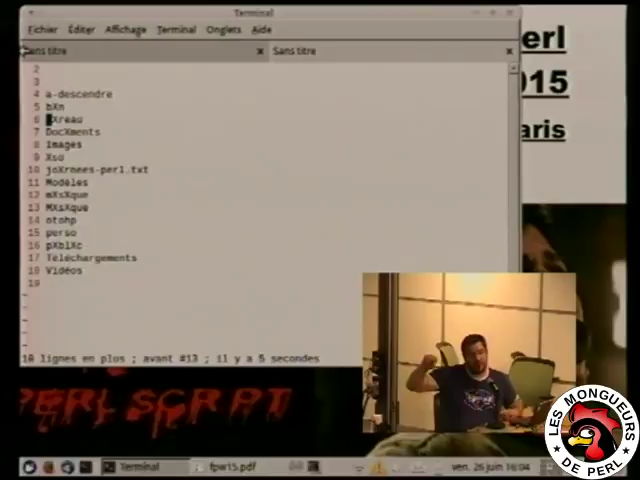 Terminal
Fichier Éditer Affichage Terminal Onglets Aide
Sans titre
Sans titre
2
3
4 a-descendre
5 bXn
6 Xreau
7 DocXments
8 Images
9 Xso
10 joXrnees-perl.txt
11 Modèles
12 mXsXque
13 MXsXque
14 otohp
15 perso
16 pXblXc
17 Téléchargements
18 Vidéos
19
~
~
~
~
~
18 lignes en plus ; avant #13 ; il y a 5 secondes
erl
015
aris
PERL SCRPT
Terminal
fpw15.pdf
ven. 26 juin 16:04
LES MONGUEURS
DE PERL